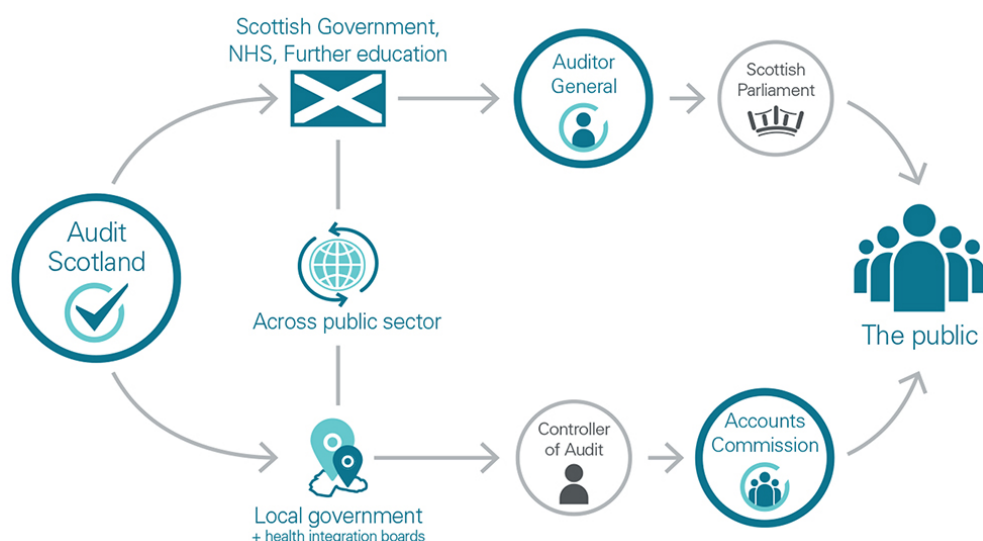 Scottish Government,
NHS, Further education
Auditor
General
Scottish
Parliament
Audit
Scotland
Across public sector
The public
Controller
of Audit
Accounts
Commission
Local government
+ health integration boards